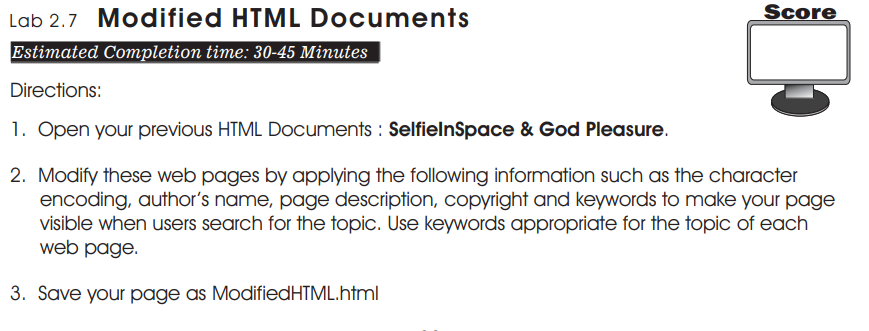 Lab 2.7 Modified HTML Documents
Score
Estimated Completion time: 30-45 Minutes
Directions:
1. Open your previous HTML Documents : SelfieInSpace & God Pleasure.
2. Modify these web pages by applying the following information such as the character
encoding, author's name, page description, copyright and keywords to make your page
visible when users search for the topic. Use keywords appropriate for the topic of each
web page.
3. Save your page as ModifiedHTML.html